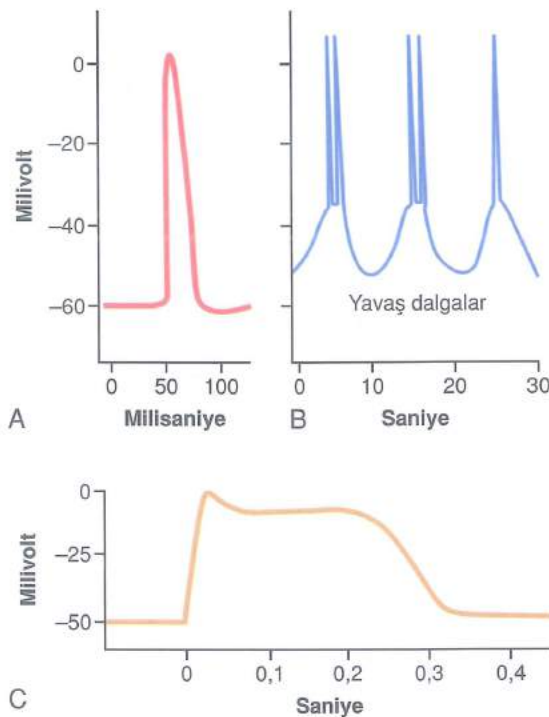 Milivolt
0
−20
−40
−60
0 50 100
Milisaniye
A
Yavaş dalgalar
0 10 20 30
Saniye
B
Milivolt
0
−25
−50
0 0,1 0,2 0,3 0,4
Saniye
C